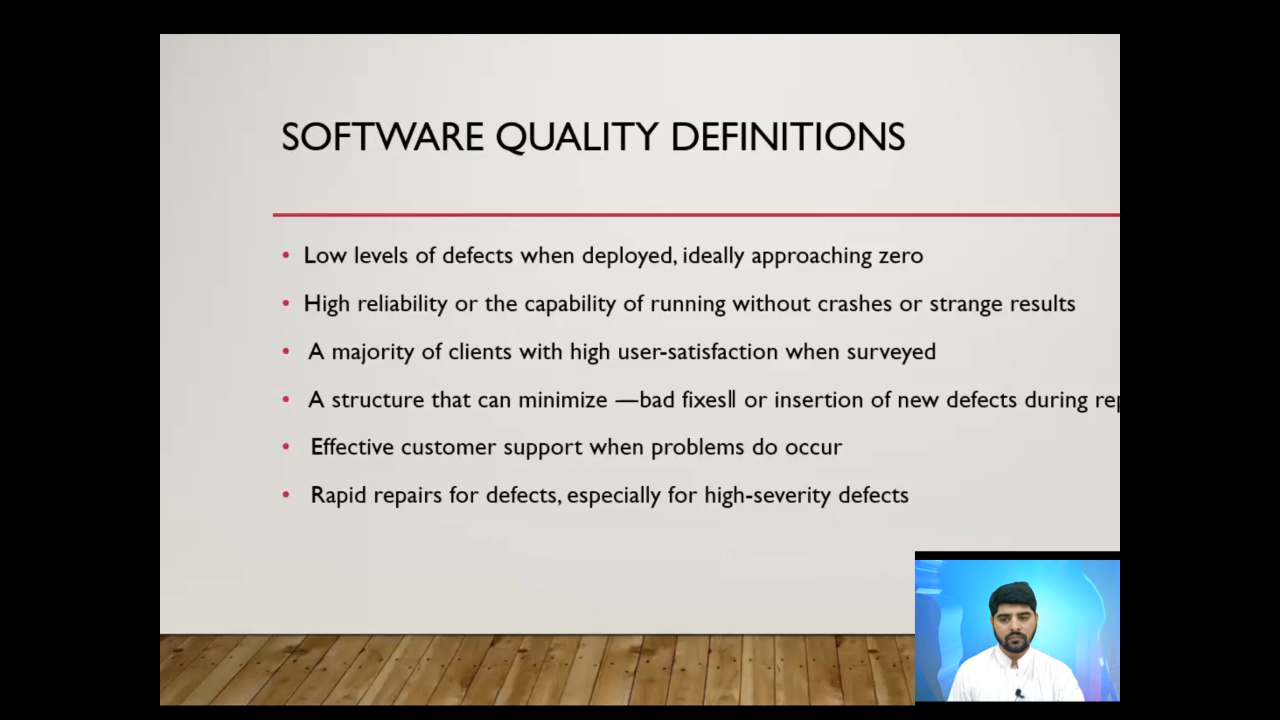 SOFTWARE QUALITY DEFINITIONS
• Low levels of defects when deployed, ideally approaching zero
• High reliability or the capability of running without crashes or strange results
• A majority of clients with high user-satisfaction when surveyed
• A structure that can minimize ―bad fixes‖ or insertion of new defects during
• Effective customer support when problems do occur
• Rapid repairs for defects, especially for high-severity defects